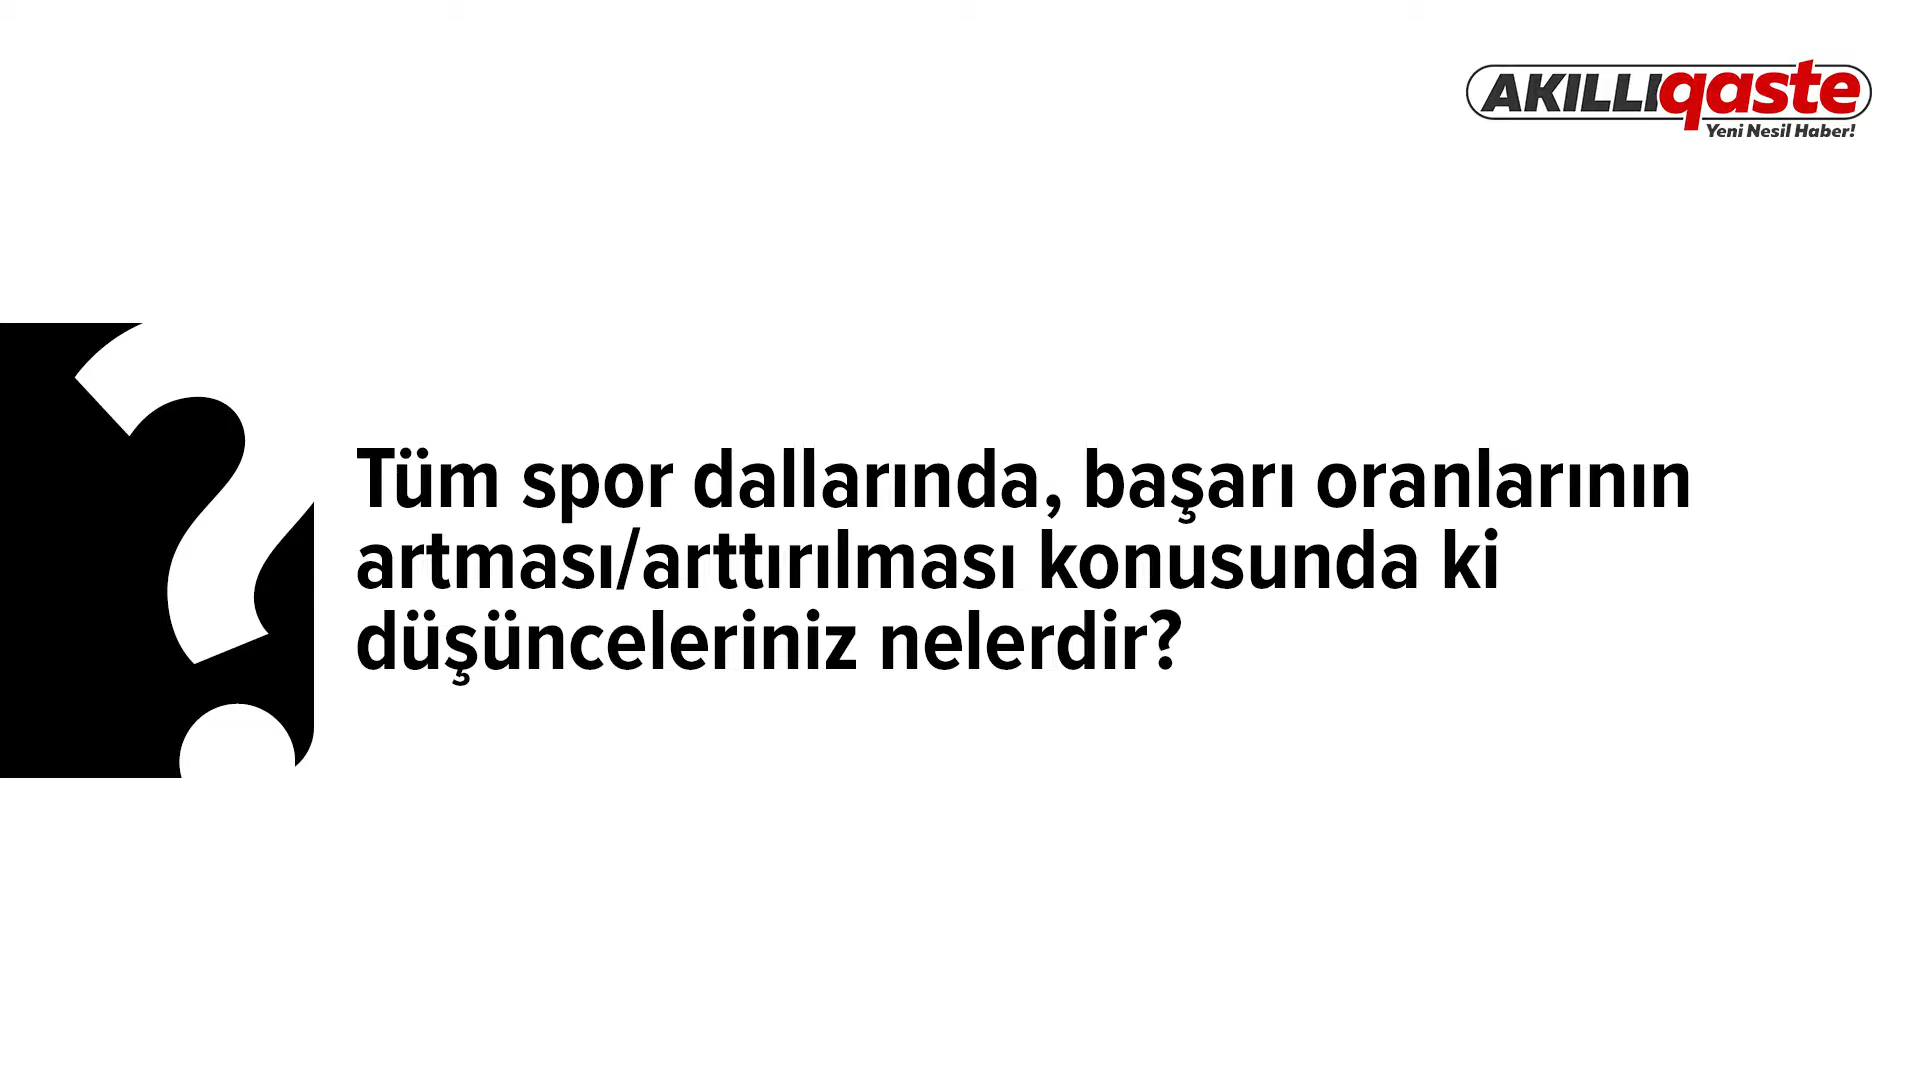 AKILLIqaste
Yeni Nesil Haber!
Tüm spor dallarında, başarı oranlarının
artması/arttırılması konusunda ki
düşünceleriniz nelerdir?